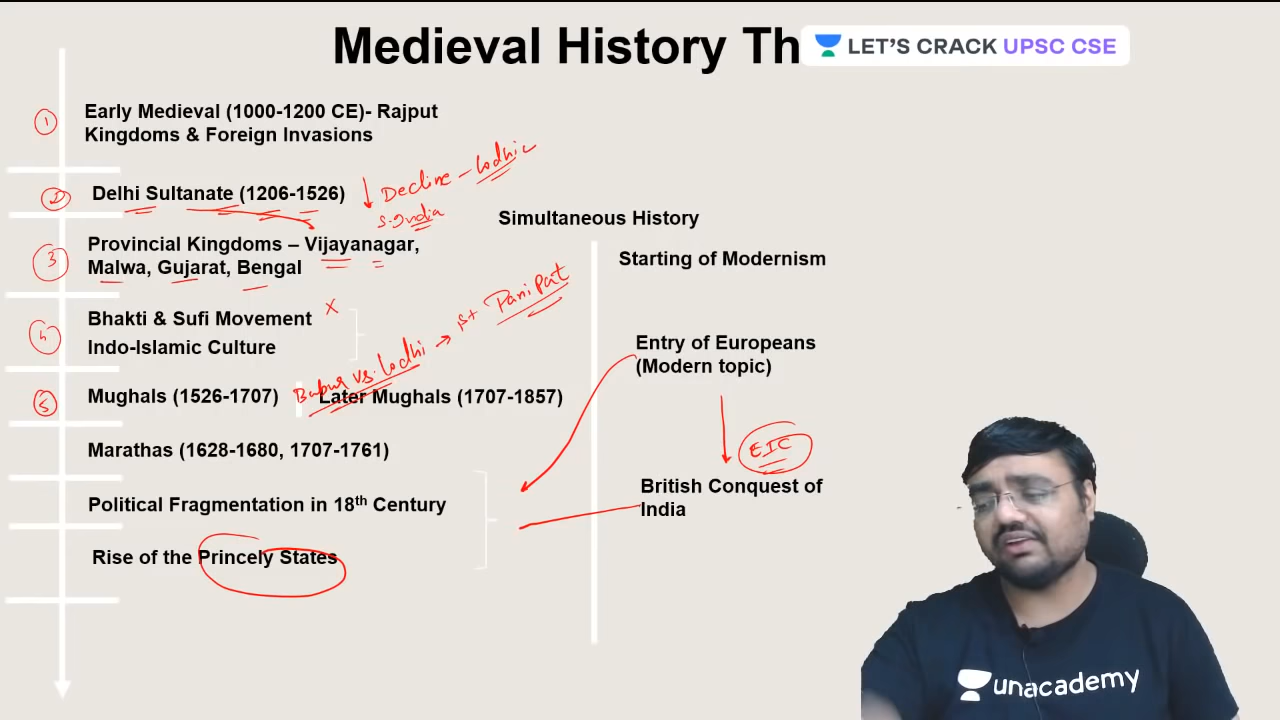 Medieval History Th
LET'S CRACK UPSC CSE
1
Early Medieval (1000-1200 CE)- Rajput
Kingdoms & Foreign Invasions
2
Delhi Sultanate (1206-1526)
Decline - Lodhi
S. India
3
Provincial Kingdoms – Vijayanagar,
Malwa, Gujarat, Bengal
4
Bhakti & Sufi Movement
x
Indo-Islamic Culture
Babur vs. Lodhi → 1st Panipat
5
Mughals (1526-1707)
Later Mughals (1707-1857)
Marathas (1628-1680, 1707-1761)
Political Fragmentation in 18th Century
Rise of the Princely States
Simultaneous History
Starting of Modernism
Entry of Europeans
(Modern topic)
EIC
British Conquest of
India
unacademy